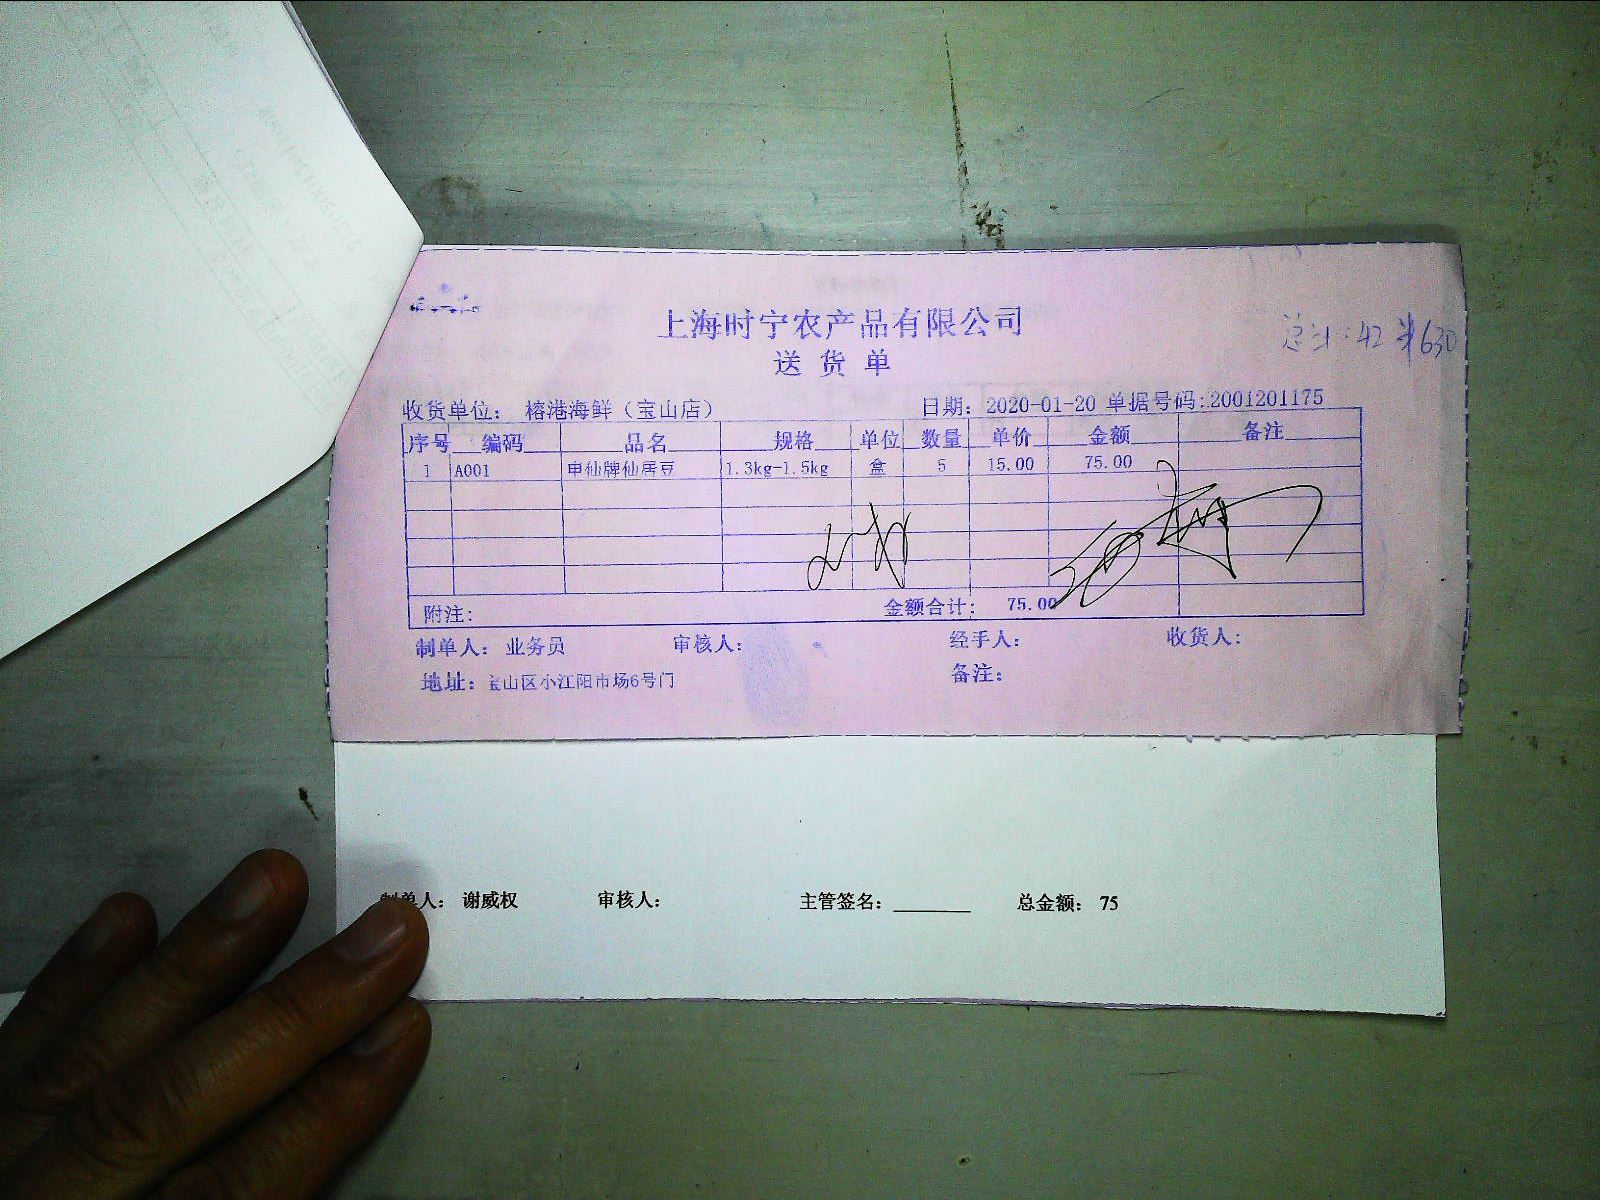 上海时宁农产品有限公司
总计:42 630
送货单
收货单位: 榕港海鲜(宝山店) 日期: 2020-01-20 单据号码:2001201175
序号 编码 品名 规格 单位 数量 单价 金额 备注
1 A001 申仙牌仙居豆 1.3kg-1.5kg 盒 5 15.00 75.00
附注: 金额合计: 75.00
制单人: 业务员 审核人: 经手人: 收货人:
地址: 宝山区小江阳市场6号门 备注:
制单人: 谢威权 审核人: 主管签名: 总金额: 75